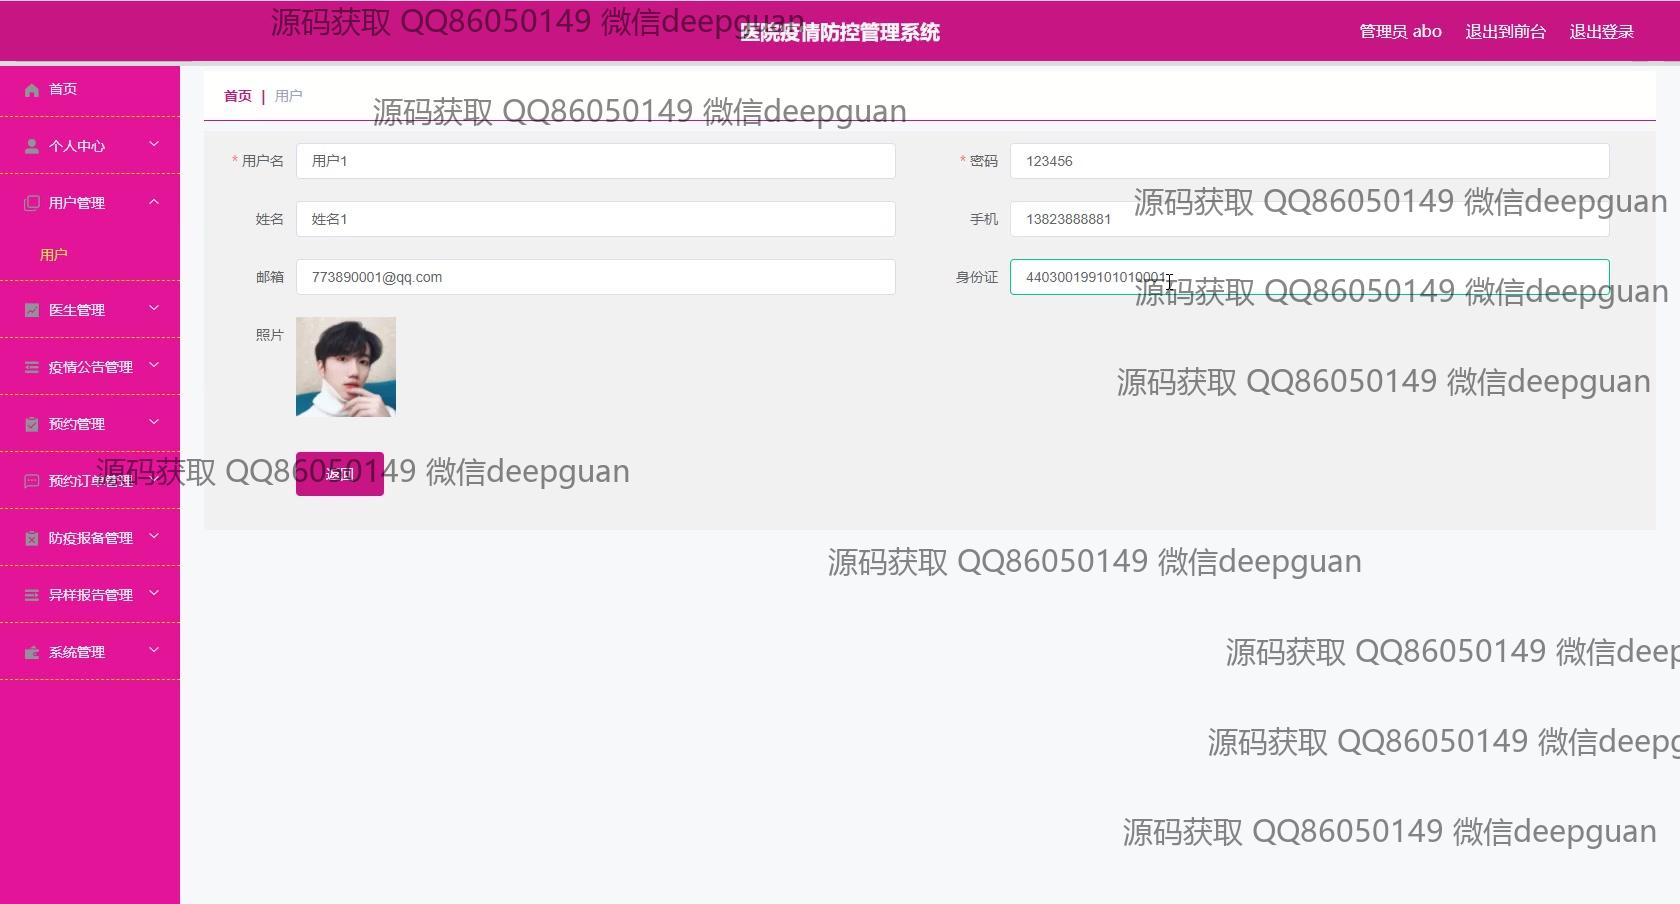 源码获取 QQ86050149 微信deepguan
医院疫情防控管理系统
管理员 abo 退出到前台 退出登录
首页
个人中心
用户管理
用户
医生管理
疫情公告管理
预约管理
预约订单管理
防疫报备管理
异样报告管理
系统管理
首页 | 用户
源码获取 QQ86050149 微信deepguan
* 用户名 用户1
* 密码 123456
源码获取 QQ86050149 微信deepguan
姓名 姓名1
手机 13823888881
邮箱 773890001@qq.com
身份证 440300199101010001
源码获取 QQ86050149 微信deepguan
照片
源码获取 QQ86050149 微信deepguan
源码获取 QQ86050149 微信deepguan
返回
源码获取 QQ86050149 微信deepguan
源码获取 QQ86050149 微信deep
源码获取 QQ86050149 微信deepg
源码获取 QQ86050149 微信deepguan